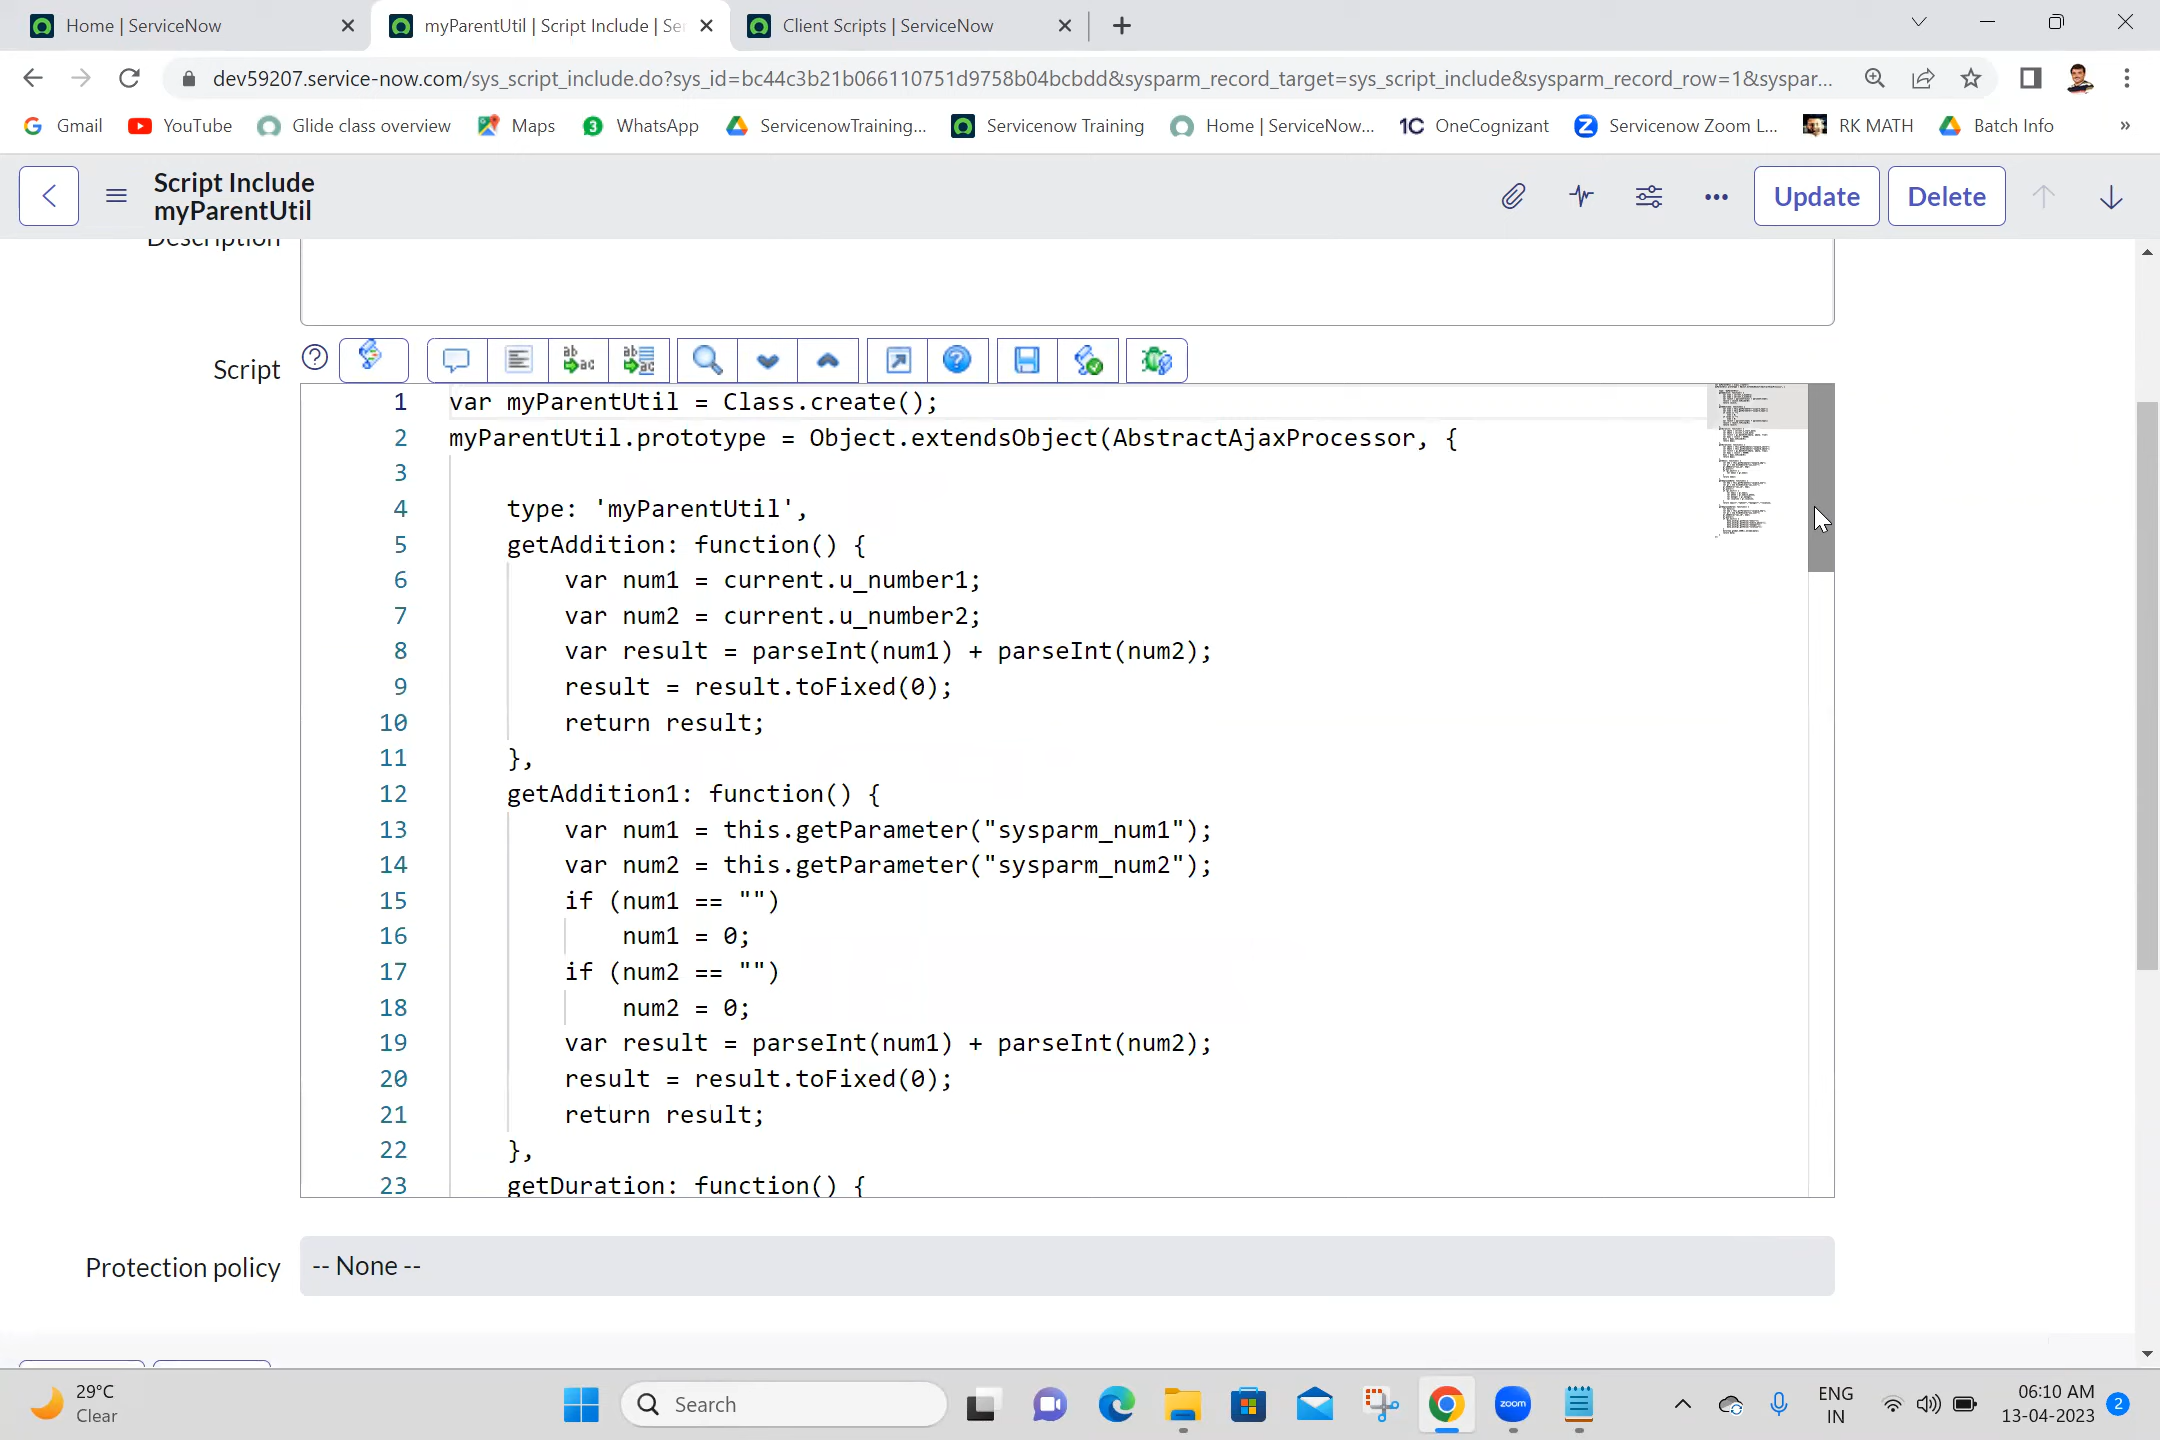 Home | ServiceNow
myParentUtil | Script Include | Se
Client Scripts | ServiceNow
dev59207.service-now.com/sys_script_include.do?sys_id=bc44c3b21b066110751d9758b04bcbdd&sysparm_record_target=sys_script_include&sysparm_record_row=1&syspar...
Gmail
YouTube
Glide class overview
Maps
3
WhatsApp
ServicenowTraining...
Servicenow Training
Home | ServiceNow...
1C OneCognizant
Z Servicenow Zoom L...
RK MATH
Batch Info
»
Script Include
myParentUtil
Update
Delete
Description
Script
1 var myParentUtil = Class.create();
2 myParentUtil.prototype = Object.extendsObject(AbstractAjaxProcessor, {
3
4 type: 'myParentUtil',
5 getAddition: function() {
6 var num1 = current.u_number1;
7 var num2 = current.u_number2;
8 var result = parseInt(num1) + parseInt(num2);
9 result = result.toFixed(0);
10 return result;
11 },
12 getAddition1: function() {
13 var num1 = this.getParameter("sysparm_num1");
14 var num2 = this.getParameter("sysparm_num2");
15 if (num1 == "")
16 num1 = 0;
17 if (num2 == "")
18 num2 = 0;
19 var result = parseInt(num1) + parseInt(num2);
20 result = result.toFixed(0);
21 return result;
22 },
23 getDuration: function() {
Protection policy
-- None --
29°C
Clear
Search
zoom
ENG
IN
06:10 AM
13-04-2023
2